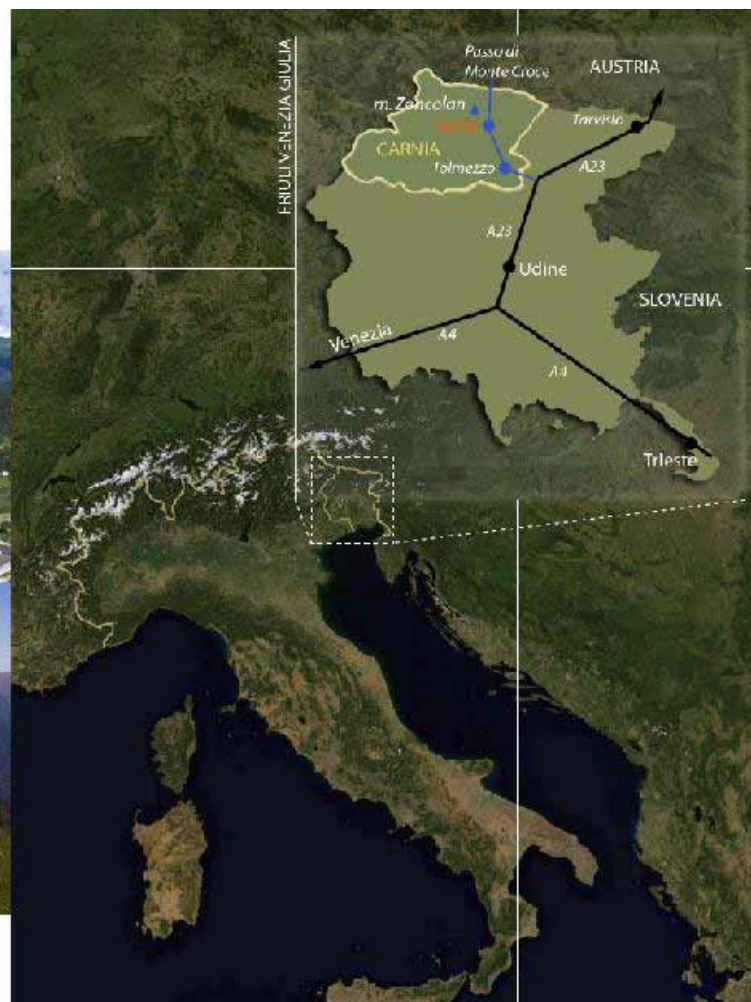 FRIULI VENEZIA GIULIA
Passo di
Monte Croce
AUSTRIA
m. Zoncolan
Tarvisio
CARNIA
Tolmezzo
A23
A23
Udine
SLOVENIA
Venezia
A4
A4
Trieste